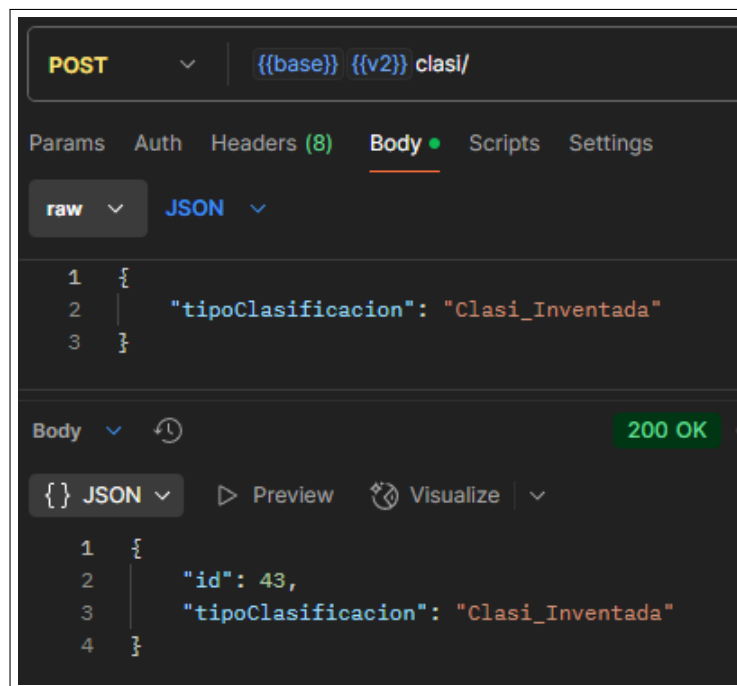 POST {{base}} {{v2}} clasi/
Params Auth Headers (8) Body Scripts Settings
raw JSON
1 {
2 "tipoClasificacion": "Clasi_Inventada"
3 }
Body 200 OK
{} JSON Preview Visualize
1 {
2 "id": 43,
3 "tipoClasificacion": "Clasi_Inventada"
4 }